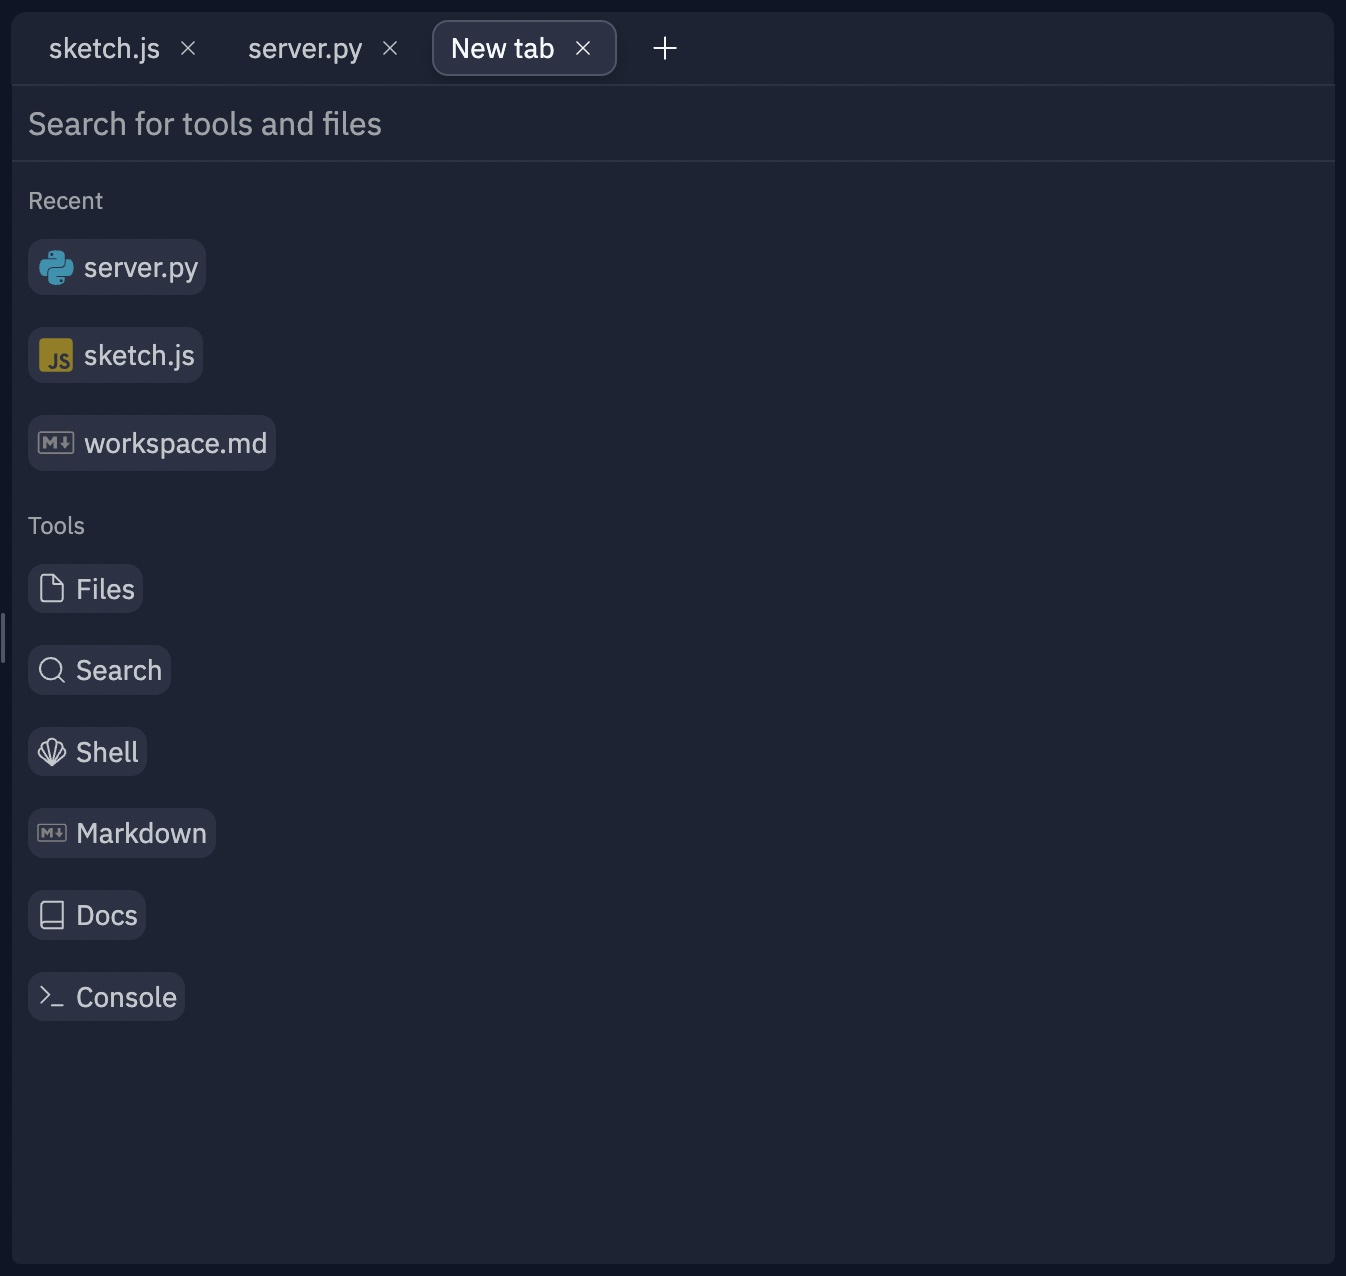 sketch.js
server.py
New tab
Search for tools and files
Recent
server.py
JS sketch.js
M workspace.md
Tools
Files
Search
Shell
M Markdown
Docs
Console